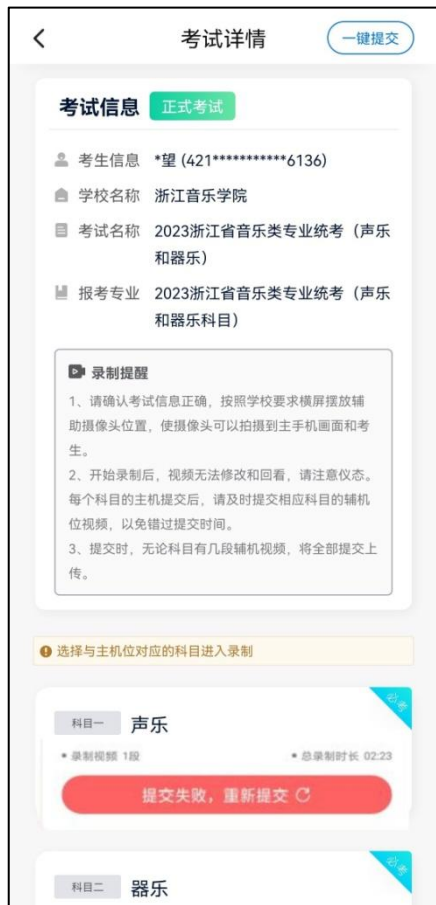 考试详情
一键提交
考试信息 正式考试
考生信息 *望 (421***********6136)
学校名称 浙江音乐学院
考试名称 2023浙江省音乐类专业统考（声乐
和器乐）
报考专业 2023浙江省音乐类专业统考（声乐
和器乐科目）
录制提醒
1、请确认考试信息正确，按照学校要求横屏摆放辅
助摄像头位置，使摄像头可以拍摄到主手机画面和考
生。
2、开始录制后，视频无法修改和回看，请注意仪态。
每个科目的主机提交后，请及时提交相应科目的辅机
位视频，以免错过提交时间。
3、提交时，无论科目有几段辅机视频，将全部提交上
传。
选择与主机位对应的科目进入录制
必考
科目一 声乐
• 录制视频 1段 • 总录制时长 02:23
提交失败，重新提交
必考
科目二 器乐